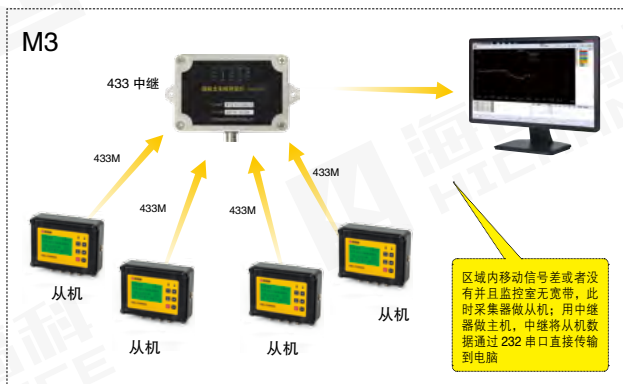 M3
433 中继
433M
433M
433M
433M
从机
从机
从机
从机
区域内移动信号差或者没
有并且监控室无宽带，此
时采集器做从机；用中继
器做主机，中继将从机数
据通过 232 串口直接传输
到电脑